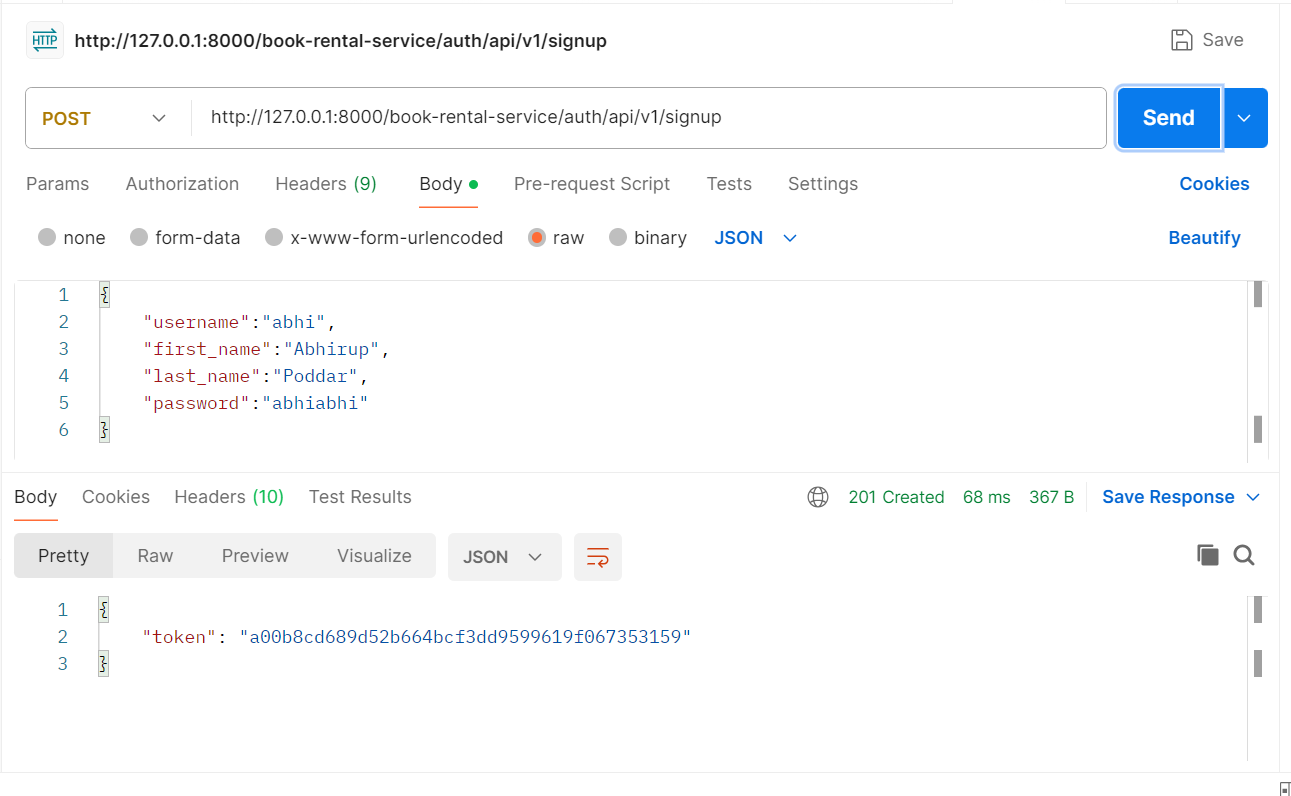 HTTP http://127.0.0.1:8000/book-rental-service/auth/api/v1/signup Save
POST http://127.0.0.1:8000/book-rental-service/auth/api/v1/signup Send
Params Authorization Headers (9) Body Pre-request Script Tests Settings Cookies
none form-data x-www-form-urlencoded raw binary JSON Beautify
1 {
2 "username":"abhi",
3 "first_name":"Abhirup",
4 "last_name":"Poddar",
5 "password":"abhiabhi"
6 }
Body Cookies Headers (10) Test Results 201 Created 68 ms 367 B Save Response
Pretty Raw Preview Visualize JSON
1 {
2 "token": "a00b8cd689d52b664bcf3dd9599619f067353159"
3 }